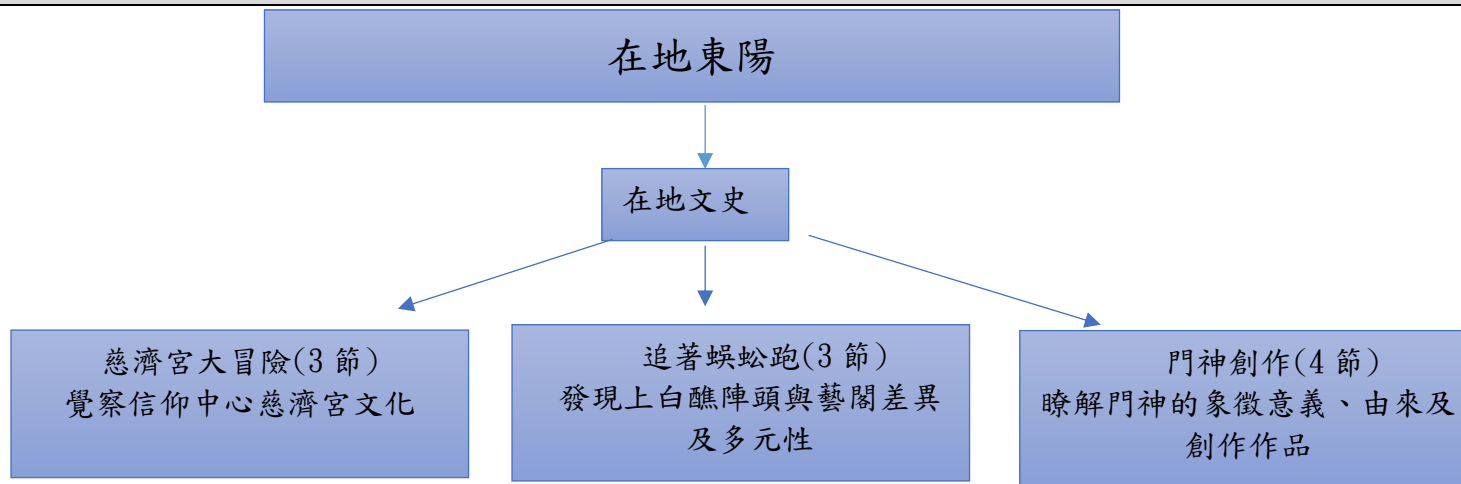 在地東陽
在地文史
慈濟宮大冒險(3 節)
覺察信仰中心慈濟宮文化
追著蜈蚣跑(3 節)
發現上白醮陣頭與藝閣差異
及多元性
門神創作(4 節)
瞭解門神的象徵意義、由來及
創作作品